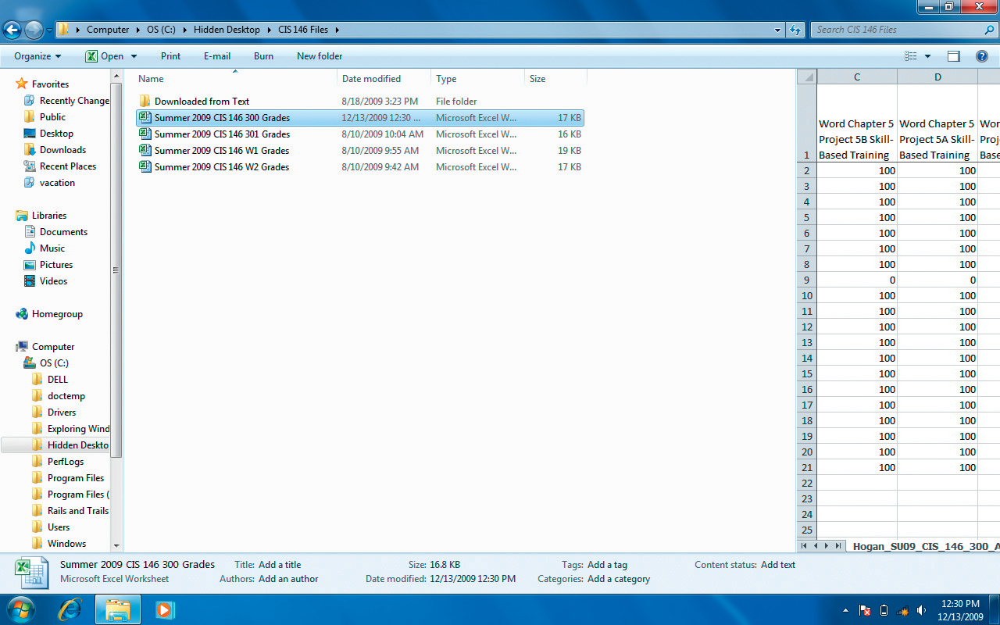 Computer OS (C:) Hidden Desktop CIS 146 Files
Search CIS 146 Files
Organize Open Print E-mail Burn New folder
Favorites
Recently Change
Public
Desktop
Downloads
Recent Places
vacation
Libraries
Documents
Music
Pictures
Videos
Homegroup
Computer
OS (C:)
DELL
doctemp
Drivers
Exploring Wind
Hidden Deskto
PerfLogs
Program Files
Program Files (
Rails and Trails
Users
Windows
Name Date modified Type Size
Downloaded from Text 8/18/2009 3:23 PM File folder
Summer 2009 CIS 146 300 Grades 12/13/2009 12:30 ... Microsoft Excel W... 17 KB
Summer 2009 CIS 146 301 Grades 8/10/2009 10:04 AM Microsoft Excel W... 16 KB
Summer 2009 CIS 146 W1 Grades 8/10/2009 9:55 AM Microsoft Excel W... 19 KB
Summer 2009 CIS 146 W2 Grades 8/10/2009 9:42 AM Microsoft Excel W... 17 KB
C D
Word Chapter 5 Word Chapter 5 Wor
Project 5B Skill- Project 5A Skill- Proj
1 Based Training Based Training Base
2 100 100
3 100 100
4 100 100
5 100 100
6 100 100
7 100 100
8 100 100
9 0 0
10 100 100
11 100 100
12 100 100
13 100 100
14 100 100
15 100 100
16 100 100
17 100 100
18 100 100
19 100 100
20 100 100
21 100 100
22
23
24
25
Hogan_SU09_CIS_146_300_A
Summer 2009 CIS 146 300 Grades Title: Add a title Size: 16.8 KB Tags: Add a tag Content status: Add text
Microsoft Excel Worksheet Authors: Add an author Date modified: 12/13/2009 12:30 PM Categories: Add a category
12:30 PM
12/13/2009